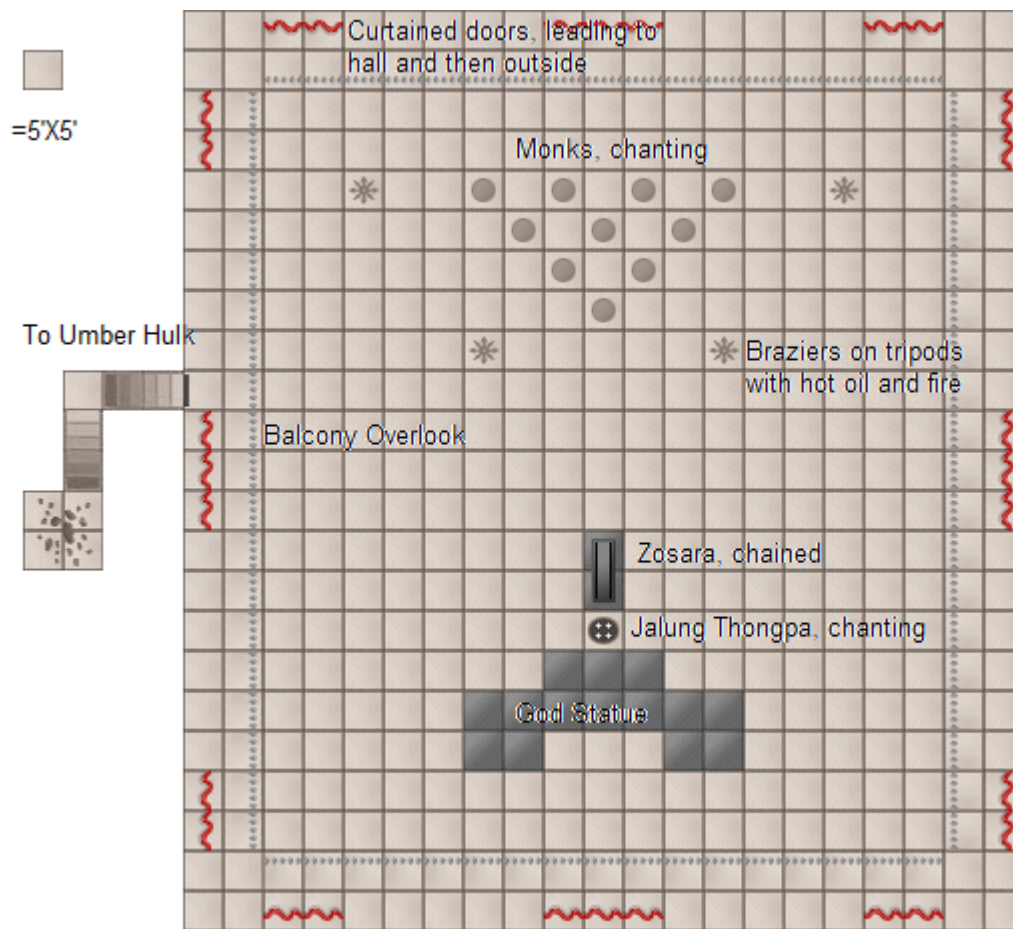 Curtained doors, leading to
hall and then outside
=5'X5'
Monks, chanting
To Umber Hulk
Braziers on tripods
with hot oil and fire
Balcony Overlook
Zosara, chained
Jalung Thongpa, chanting
God Statue